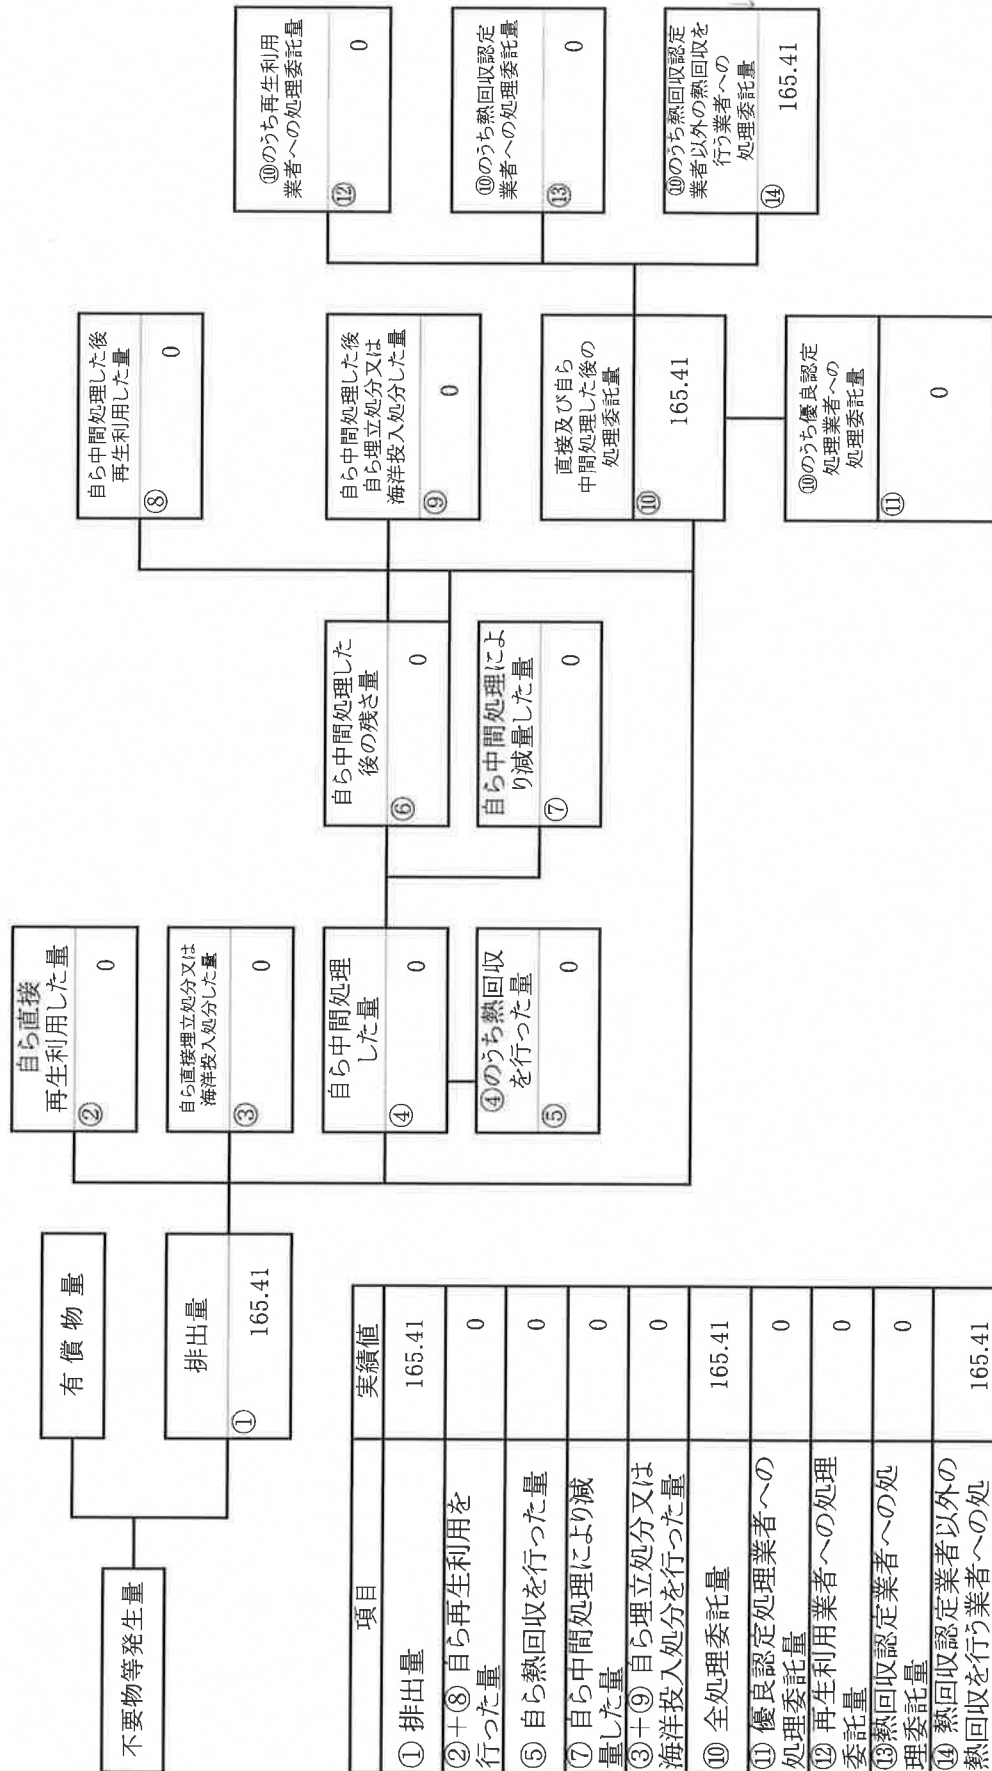 不要物等発生量
有償物量
排出量
①
165.41
自ら直接
再生利用した量
②
0
自ら直接埋立処分又は
海洋投入処分した量
③
0
自ら中間処理
した量
④
0
④のうち熱回収
を行った量
⑤
0
自ら中間処理した
後の残さ量
⑥
0
自ら中間処理によ
り減量した量
⑦
0
自ら中間処理した後
再生利用した量
⑧
0
自ら中間処理した後
自ら埋立処分又は
海洋投入処分した量
⑨
0
直接及び自ら
中間処理した後の
処理委託量
⑩
165.41
⑩のうち優良認定
処理業者への
処理委託量
⑪
0
⑩のうち再生利用
業者への処理委託量
⑫
0
⑩のうち熱回収認定
業者への処理委託量
⑬
0
⑩のうち熱回収認定
業者以外の熱回収を
行う業者への
処理委託量
⑭
165.41
項目 実績値
①排出量 165.41
②+⑧ 自ら再生利用を
行った量 0
⑤ 自ら熱回収を行った量 0
⑦ 自ら中間処理により減
量した量 0
③+⑨ 自ら埋立処分又は
海洋投入処分を行った量 0
⑩ 全処理委託量 165.41
⑪ 優良認定処理業者への
処理委託量 0
⑫ 再生利用業者への処理
委託量 0
⑬熱回収認定業者への処
理委託量 0
⑭ 熱回収認定業者以外の
熱回収を行う業者への処 165.41